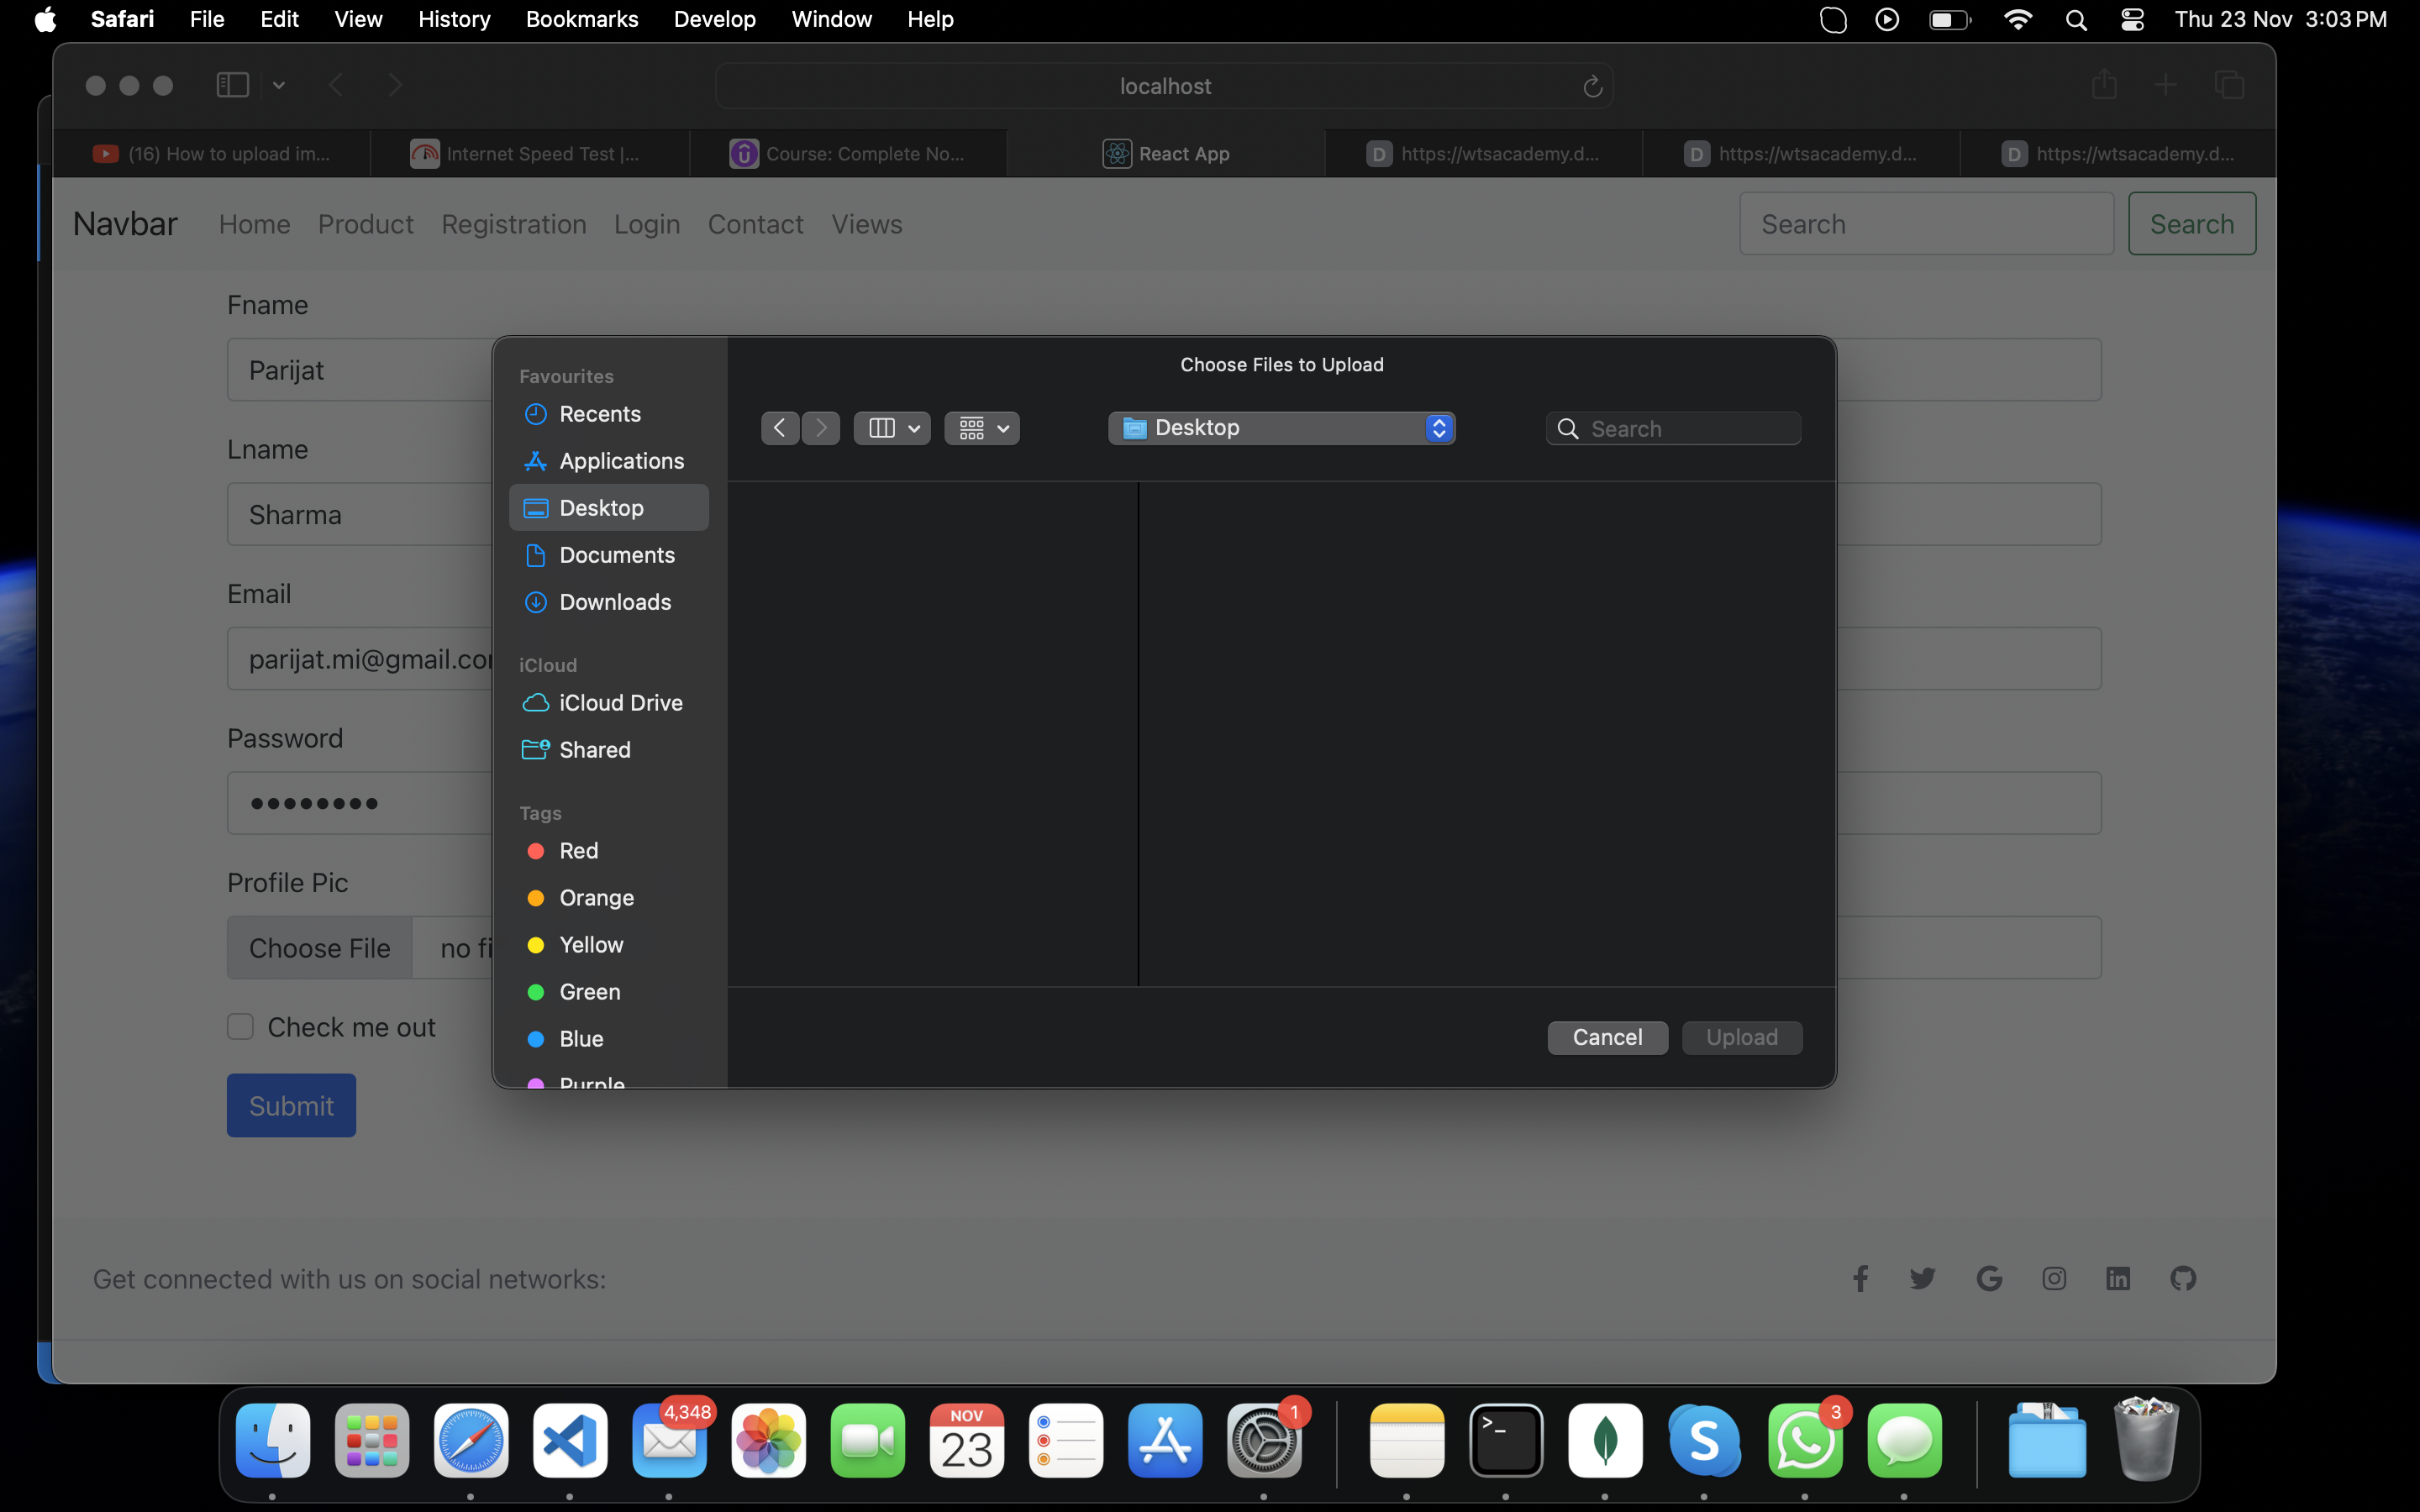 Safari File Edit View History Bookmarks Develop Window Help Thu 23 Nov 3:03 PM
localhost
(16) How to upload im... Internet Speed Test |... Course: Complete No... React App D https://wtsacademy.d... D https://wtsacademy.d... D https://wtsacademy.d...
Navbar Home Product Registration Login Contact Views Search Search
Fname
Parijat
Lname
Sharma
Email
parijat.mi@gmail.co
Password
Profile Pic
Choose File no fi
Check me out
Submit
Choose Files to Upload
Desktop Search
Favourites
Recents
Applications
Desktop
Documents
Downloads
iCloud
iCloud Drive
Shared
Tags
Red
Orange
Yellow
Green
Blue
Purple
Cancel Upload
Get connected with us on social networks:
4,348 NOV 23 1 3